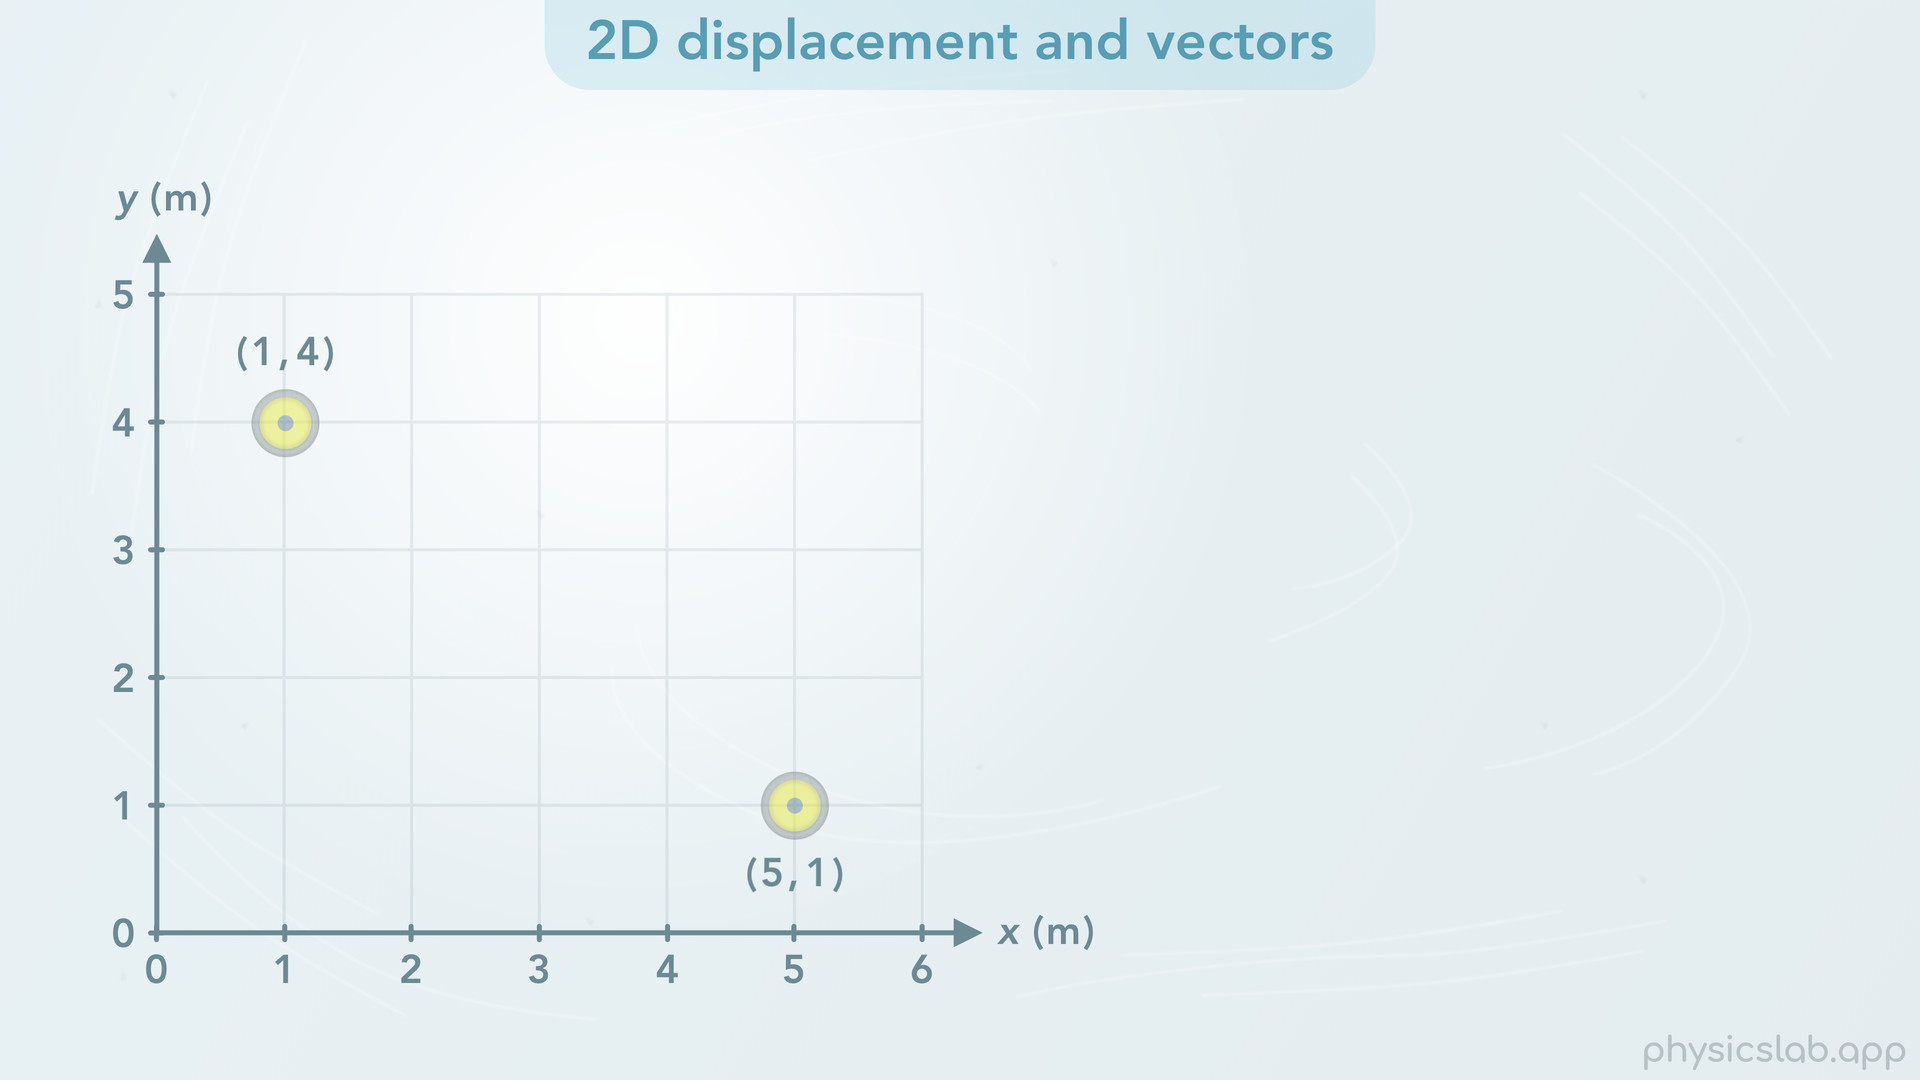 2D displacement and vectors
y (m)
5
(1,4)
4
3
2
1
(5,1)
0
x (m)
0 1 2 3 4 5 6
physicslab.app